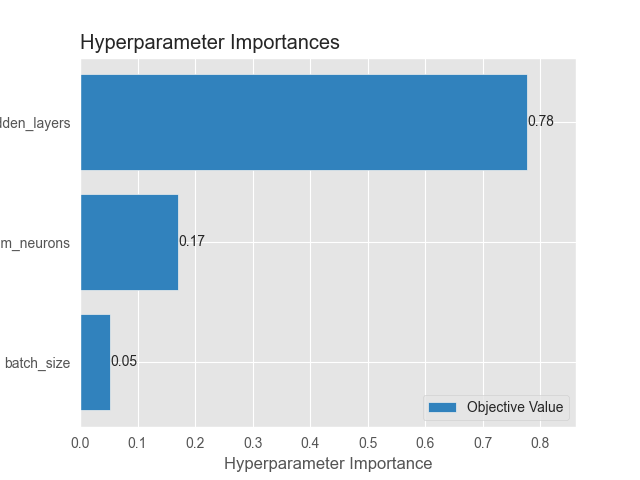 Hyperparameter Importances
dden_layers
0.78
m_neurons
0.17
batch_size
0.05
Objective Value
0.0 0.1 0.2 0.3 0.4 0.5 0.6 0.7 0.8
Hyperparameter Importance